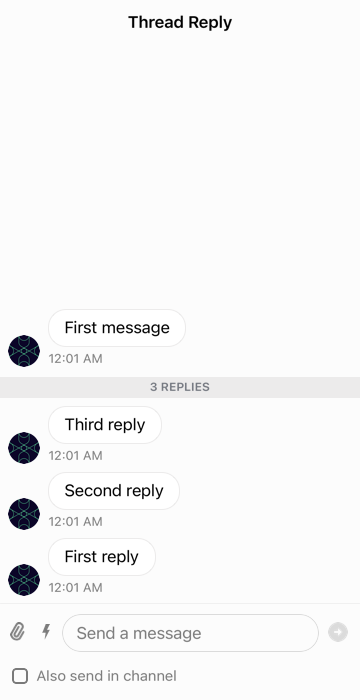 Thread Reply
First message
12:01 AM
3 REPLIES
Third reply
12:01 AM
Second reply
12:01 AM
First reply
12:01 AM
Send a message
Also send in channel